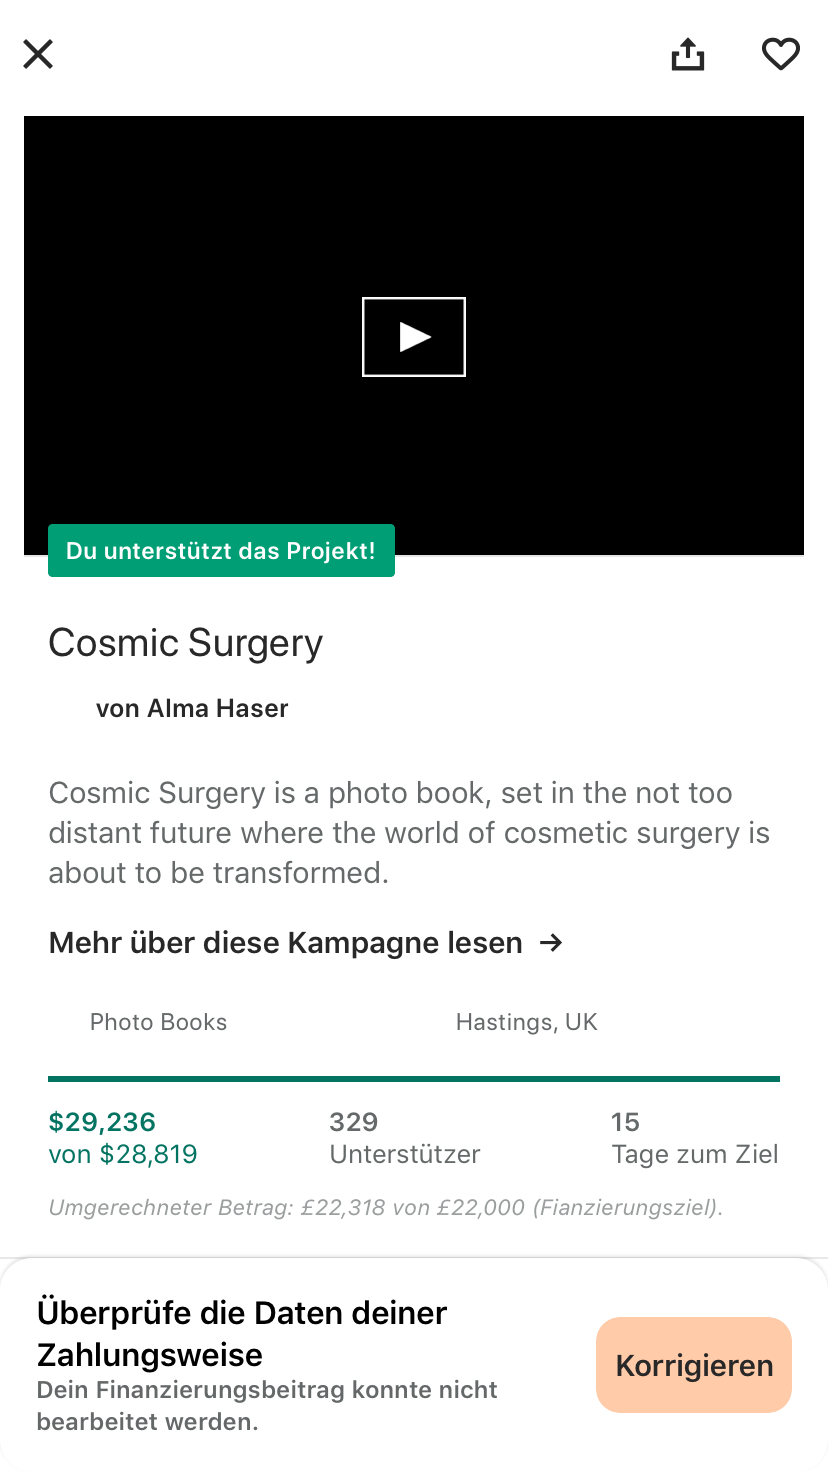 Du unterstützt das Projekt!
Cosmic Surgery
von Alma Haser
Cosmic Surgery is a photo book, set in the not too
distant future where the world of cosmetic surgery is
about to be transformed.
Mehr über diese Kampagne lesen →
Photo Books
Hastings, UK
$29,236
von $28,819
329
Unterstützer
15
Tage zum Ziel
Umgerechneter Betrag: £22,318 von £22,000 (Fianzierungsziel).
Überprüfe die Daten deiner
Zahlungsweise
Dein Finanzierungsbeitrag konnte nicht
bearbeitet werden.
Korrigieren